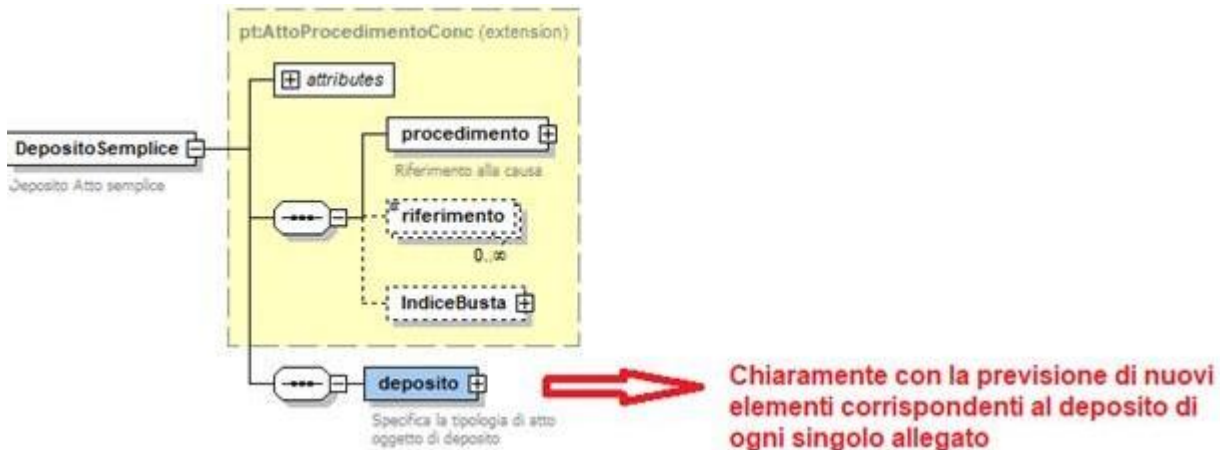 pt:AttoProcedimentoConc (extension)
attributes
procedimento
Riferimento alla causa
DepositoSemplice
Deposito Atto semplice
riferimento
0..∞
IndiceBusta
deposito
Specifica la tipologia di atto
oggetto di deposito
Chiaramente con la previsione di nuovi
elementi corrispondenti al deposito di
ogni singolo allegato